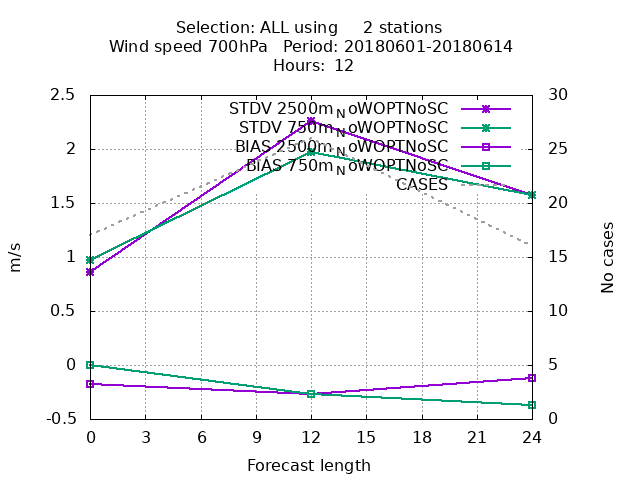 Selection: ALL using 2 stations
Wind speed 700hPa Period: 20180601-20180614
Hours: 12
STDV 2500m_NoWOPTNoSC
STDV 750m_NoWOPTNoSC
BIAS 2500m_NoWOPTNoSC
BIAS 750m_NoWOPTNoSC
CASES
2.5
2
1.5
1
0.5
0
-0.5
m/s
30
25
20
15
10
5
0
No cases
0 3 6 9 12 15 18 21 24
Forecast length